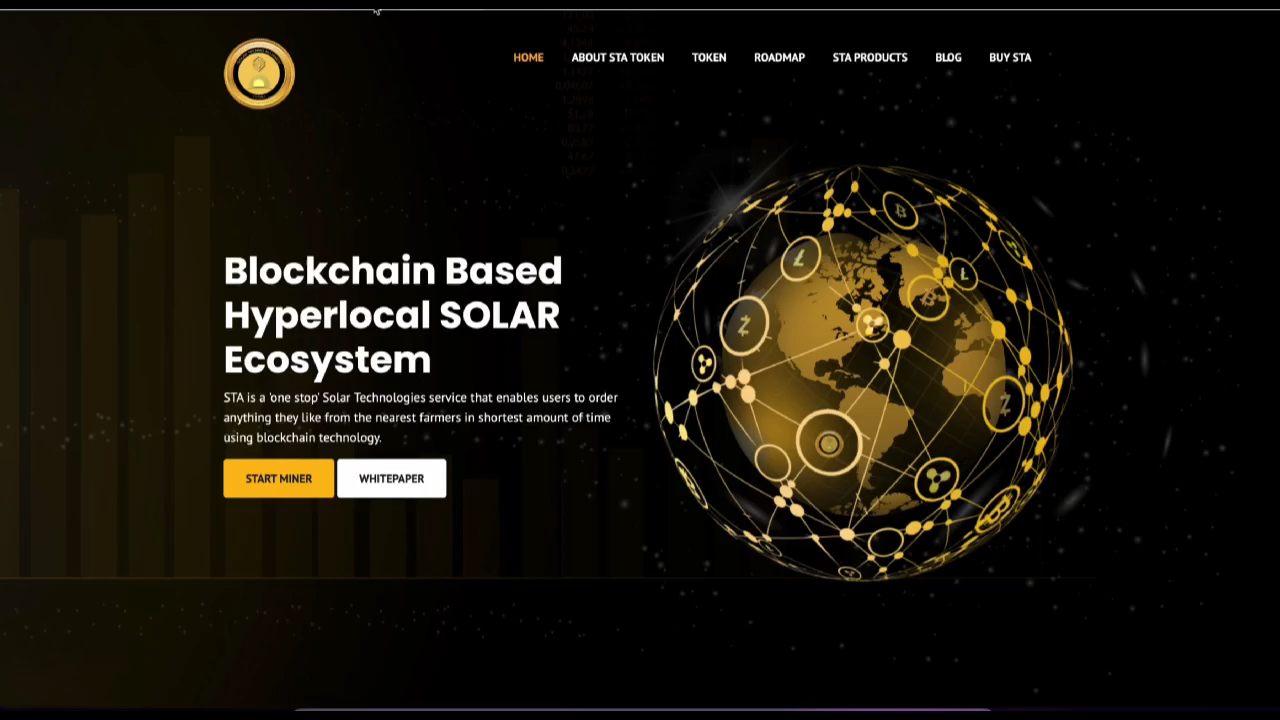 HOME ABOUT STA TOKEN TOKEN ROADMAP STA PRODUCTS BLOG BUY STA
Blockchain Based
Hyperlocal SOLAR
Ecosystem
STA is a 'one stop' Solar Technologies service that enables users to order
anything they like from the nearest farmers in shortest amount of time
using blockchain technology.
START MINER WHITEPAPER